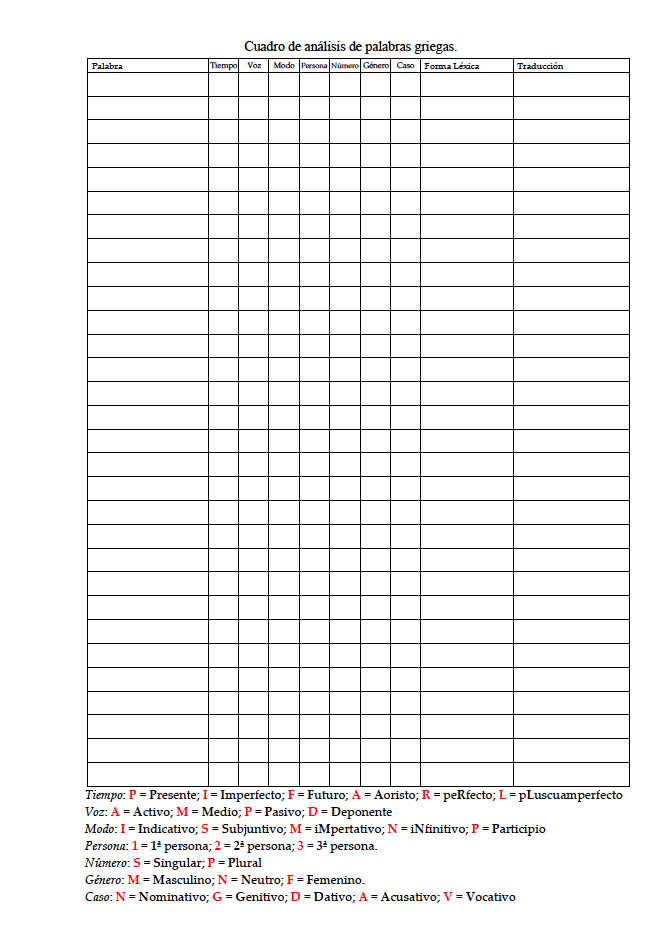 Cuadro de análisis de palabras griegas.
Palabra Tiempo Voz Modo Persona Número Género Caso Forma Léxica Traducción
Tiempo: P = Presente; I = Imperfecto; F = Futuro; A = Aoristo; R = peRfecto; L = pLuscuamperfecto
Voz: A = Activo; M = Medio; P = Pasivo; D = Deponente
Modo: I = Indicativo; S = Subjuntivo; M = iMpertativo; N = iNfinitivo; P = Participio
Persona: 1 = 1ª persona; 2 = 2ª persona; 3 = 3ª persona.
Número: S = Singular; P = Plural
Género: M = Masculino; N = Neutro; F = Femenino.
Caso: N = Nominativo; G = Genitivo; D = Dativo; A = Acusativo; V = Vocativo